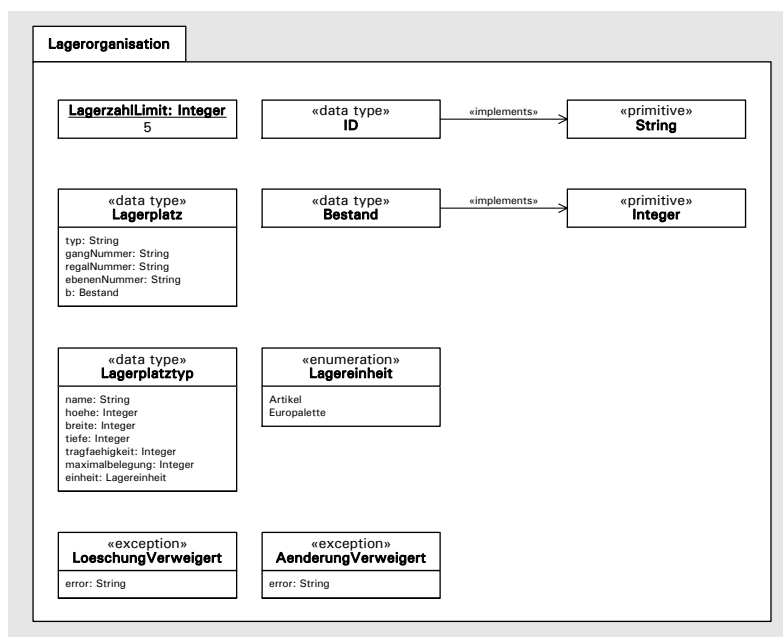 Lagerorganisation
LagerzahlLimit: Integer
5
«data type»
ID
«implements»
«primitive»
String
«data type»
Lagerplatz
typ: String
gangNummer: String
regalNummer: String
ebenenNummer: String
b: Bestand
«data type»
Bestand
«implements»
«primitive»
Integer
«data type»
Lagerplatztyp
name: String
hoehe: Integer
breite: Integer
tiefe: Integer
tragfaehigkeit: Integer
maximalbelegung: Integer
einheit: Lagereinheit
«enumeration»
Lagereinheit
Artikel
Europalette
«exception»
LoeschungVerweigert
error: String
«exception»
AenderungVerweigert
error: String